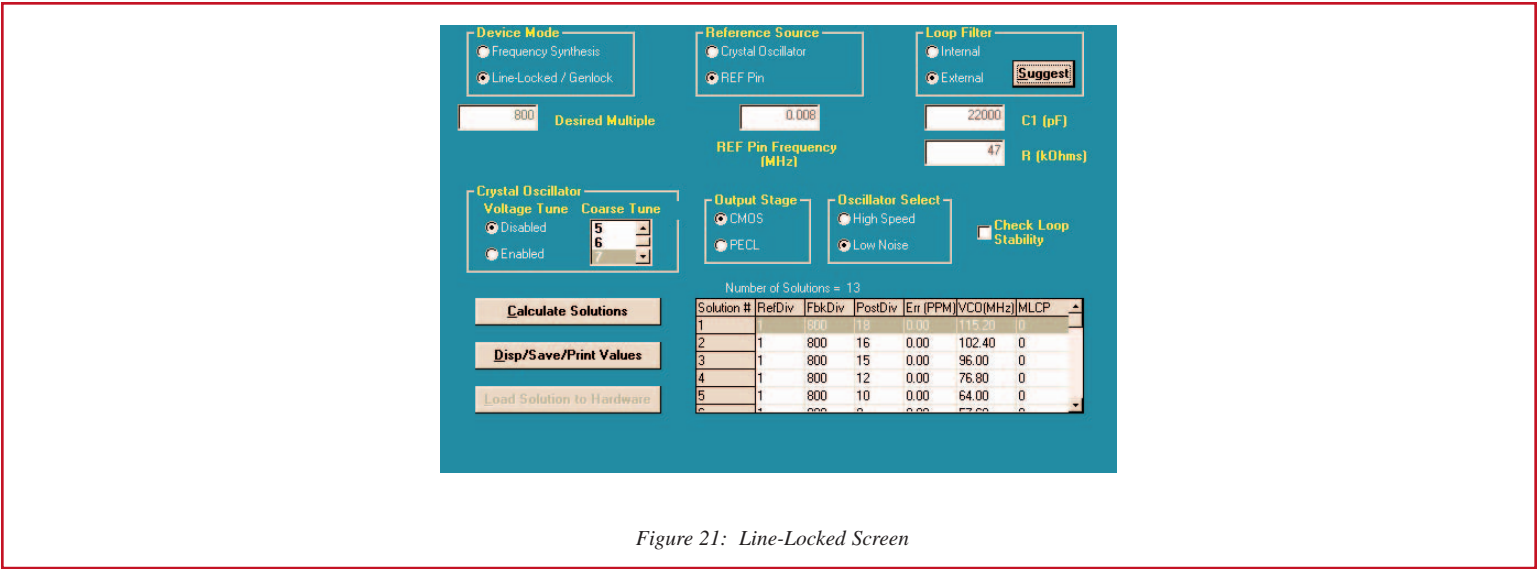 Device Mode
Frequency Synthesis
Line-Locked / Genlock
Reference Source
Crystal Oscillator
REF Pin
Loop Filter
Internal
External
Suggest
800 Desired Multiple
0.008
REF Pin Frequency
(MHz)
22000 C1 (pF)
47 R (kOhms)
Crystal Oscillator
Voltage Tune Coarse Tune
Disabled
Enabled
5
6
7
Output Stage
CMOS
PECL
Oscillator Select
High Speed
Low Noise
Check Loop
Stability
Number of Solutions = 13
Calculate Solutions
Disp/Save/Print Values
Load Solution to Hardware
Solution # RefDiv FbkDiv PostDiv Err (PPM) VCO(MHz) MLCP
1 1 800 18 0.00 115.20 0
2 1 800 16 0.00 102.40 0
3 1 800 15 0.00 96.00 0
4 1 800 12 0.00 76.80 0
5 1 800 10 0.00 64.00 0
Figure 21: Line-Locked Screen